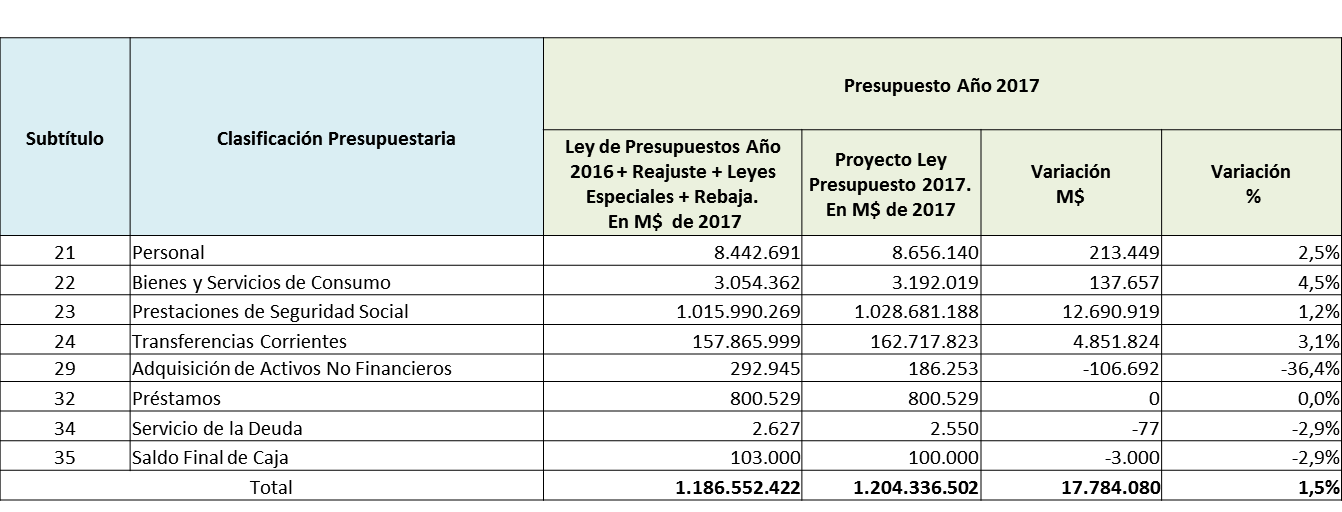 Presupuesto Año 2017
Subtítulo
Clasificación Presupuestaria
Ley de Presupuestos Año
2016 + Reajuste + Leyes
Especiales + Rebaja.
En M$ de 2017
Proyecto Ley
Presupuesto 2017.
En M$ de 2017
Variación
M$
Variación
%
21 Personal 8.442.691 8.656.140 213.449 2,5%
22 Bienes y Servicios de Consumo 3.054.362 3.192.019 137.657 4,5%
23 Prestaciones de Seguridad Social 1.015.990.269 1.028.681.188 12.690.919 1,2%
24 Transferencias Corrientes 157.865.999 162.717.823 4.851.824 3,1%
29 Adquisición de Activos No Financieros 292.945 186.253 -106.692 -36,4%
32 Préstamos 800.529 800.529 0 0,0%
34 Servicio de la Deuda 2.627 2.550 -77 -2,9%
35 Saldo Final de Caja 103.000 100.000 -3.000 -2,9%
Total 1.186.552.422 1.204.336.502 17.784.080 1,5%